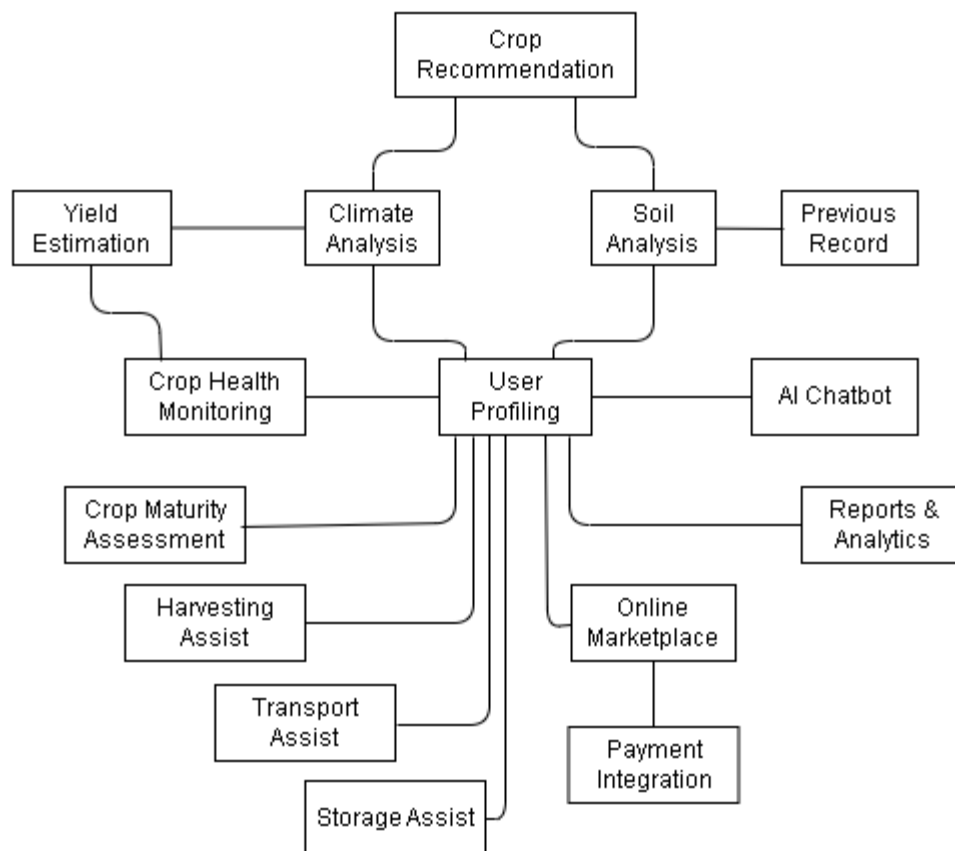 Crop
Recommendation
Yield
Estimation
Climate
Analysis
Soil
Analysis
Previous
Record
Crop Health
Monitoring
User
Profiling
AI Chatbot
Crop Maturity
Assessment
Reports &
Analytics
Harvesting
Assist
Online
Marketplace
Transport
Assist
Payment
Integration
Storage Assist